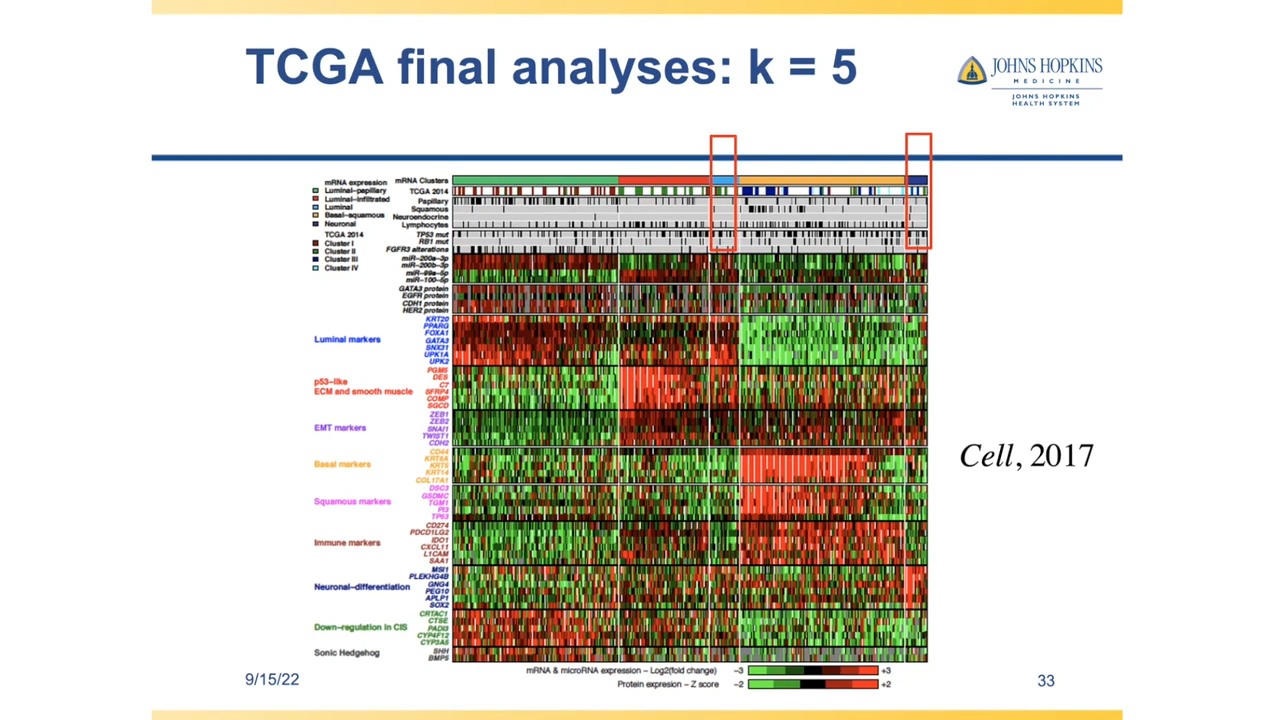 TCGA final analyses: k = 5
JOHNS HOPKINS
MEDICINE
JOHNS HOPKINS
HEALTH SYSTEM
mRNA expression
Luminal−papillary
Luminal−infiltrated
Luminal
Basal−squamous
Neuronal
TCGA 2014
Cluster I
Cluster II
Cluster III
Cluster IV
mRNA Clusters
TCGA 2014
Papillary
Squamous
Neuroendocrine
Lymphocytes
TP53 mut
RB1 mut
FGFR3 alterations
miR−200a−3p
miR−200b−3p
miR−99a−5p
miR−100−5p
GATA3 protein
EGFR protein
CDH1 protein
HER2 protein
Luminal markers
KRT20
PPARG
FOXA1
GATA3
SNX31
UPK1A
UPK2
p53−like
ECM and smooth muscle
PGM5
DES
C7
SFRP4
COMP
SGCD
EMT markers
ZEB1
ZEB2
SNAI1
TWIST1
CDH2
Basal markers
CD44
KRT6A
KRT5
KRT14
COL17A1
Squamous markers
DSC3
GSDMC
TGM1
PI3
TP63
Immune markers
CD274
PDCD1LG2
IDO1
CXCL11
L1CAM
SAA1
Neuronal−differentiation
MSI1
PLEKHG4B
GNG4
PEG10
APLP1
SOX2
Down−regulation in CIS
CRTAC1
CTSE
PADI3
CYP4F12
CYP3A5
Sonic Hedgehog
SHH
BMP5
mRNA & microRNA expression − Log2(fold change) −3 +3
Protein expresion − Z score −2 +2
Cell, 2017
9/15/22
33